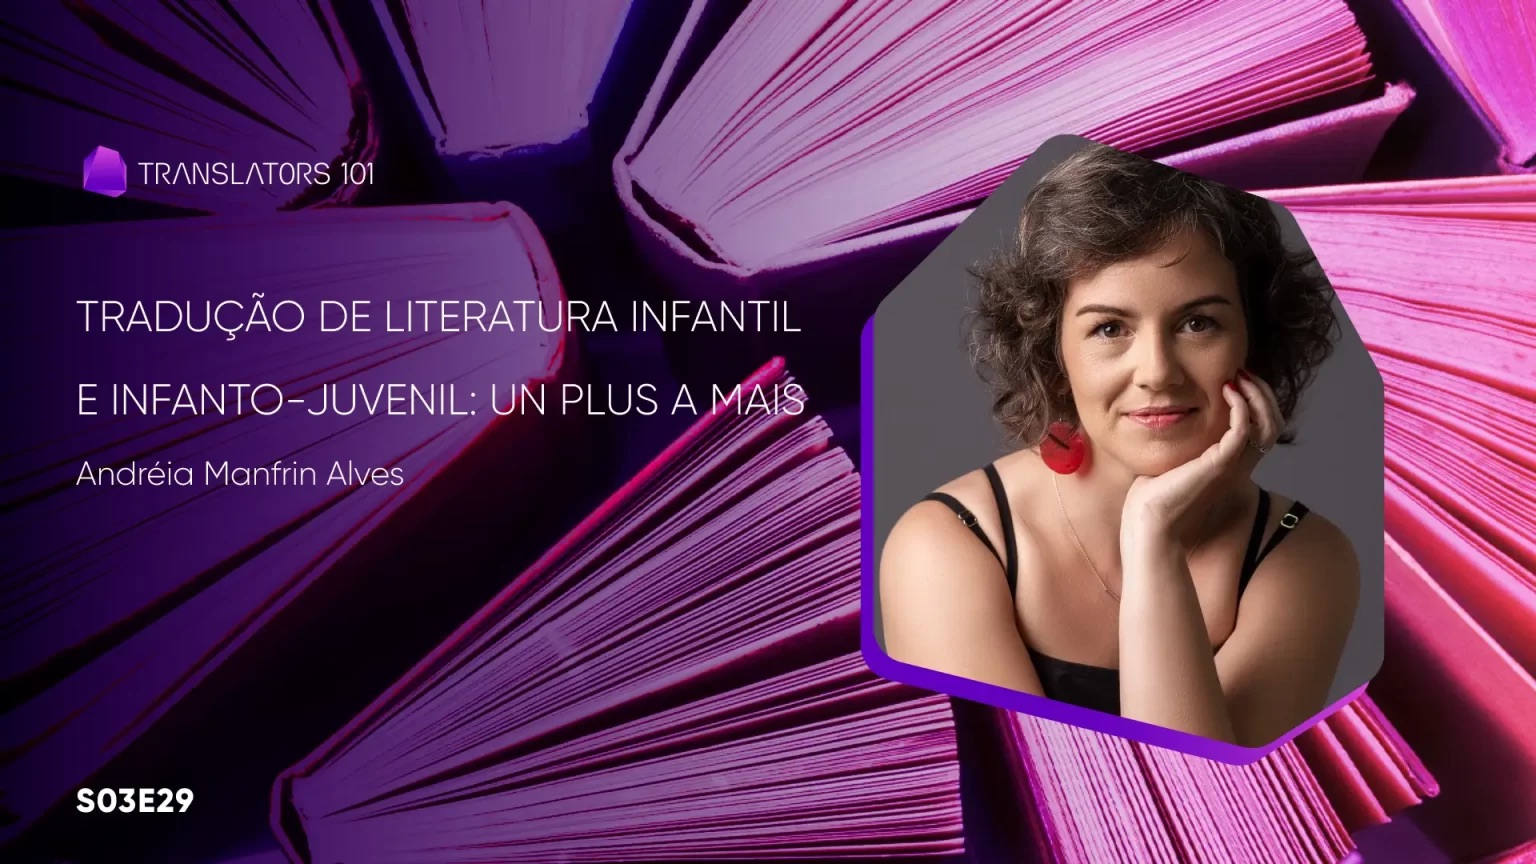 TRANSLATORS 101
TRADUÇÃO DE LITERATURA INFANTIL
E INFANTO-JUVENIL: UN PLUS A MAIS
Andréia Manfrin Alves
S03E29